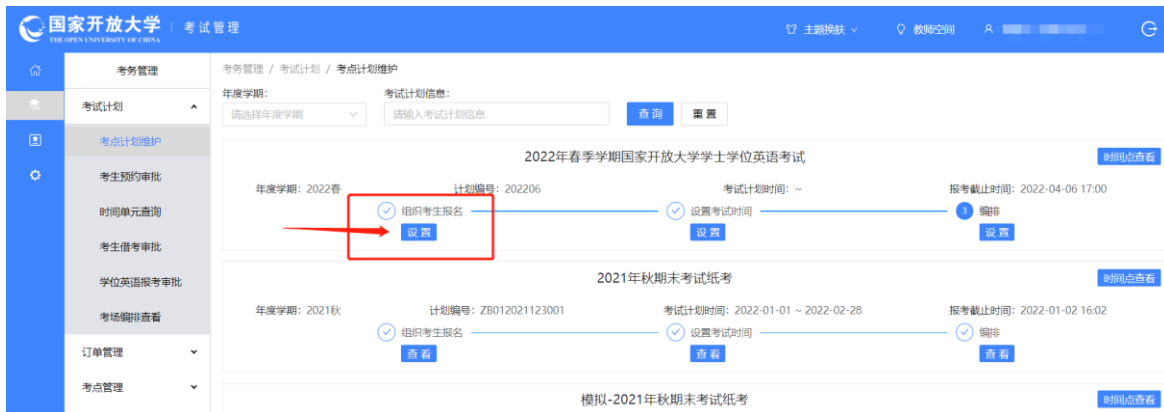 国家开放大学
THE OPEN UNIVERSITY OF CHINA
考试管理
主题换肤
教师空间
考务管理
考试计划
考点计划维护
考生预约审批
时间单元查询
考生借考审批
学位英语报考审批
考场编排查看
订单管理
考点管理
考务管理 / 考试计划 / 考点计划维护
年度学期: 考试计划信息:
请选择年度学期 请输入考试计划信息 查询 重置
2022年春季学期国家开放大学学士学位英语考试 时间点查看
年度学期: 2022春 计划编号: 202206 考试计划时间: ~ 报考截止时间: 2022-04-06 17:00
组织考生报名 设置考试时间 3 编排
设置 设置 设置
2021年秋期末考试纸考 时间点查看
年度学期: 2021秋 计划编号: ZB012021123001 考试计划时间: 2022-01-01 ~ 2022-02-28 报考截止时间: 2022-01-02 16:02
组织考生报名 设置考试时间 编排
查看 查看 查看
模拟-2021年秋期末考试纸考 时间点查看